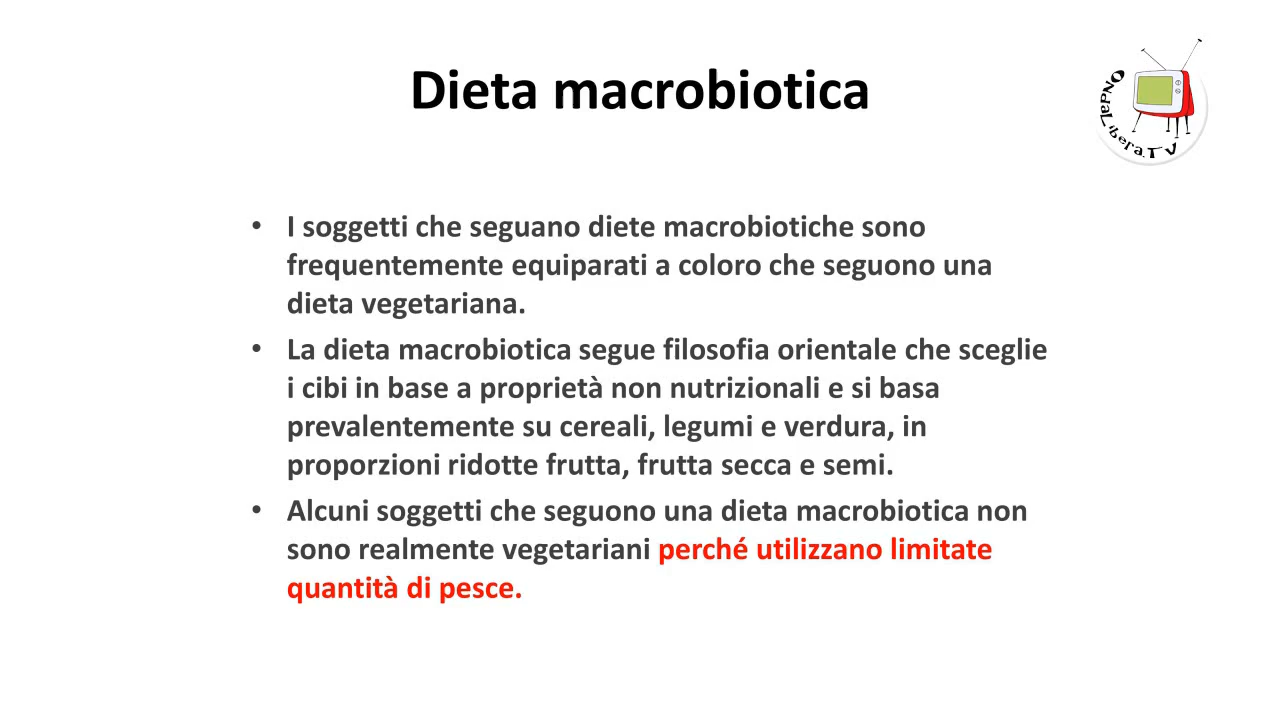 Dieta macrobiotica
OndaLibera.TV
• I soggetti che seguano diete macrobiotiche sono
frequentemente equiparati a coloro che seguono una
dieta vegetariana.
• La dieta macrobiotica segue filosofia orientale che sceglie
i cibi in base a proprietà non nutrizionali e si basa
prevalentemente su cereali, legumi e verdura, in
proporzioni ridotte frutta, frutta secca e semi.
• Alcuni soggetti che seguono una dieta macrobiotica non
sono realmente vegetariani perché utilizzano limitate
quantità di pesce.